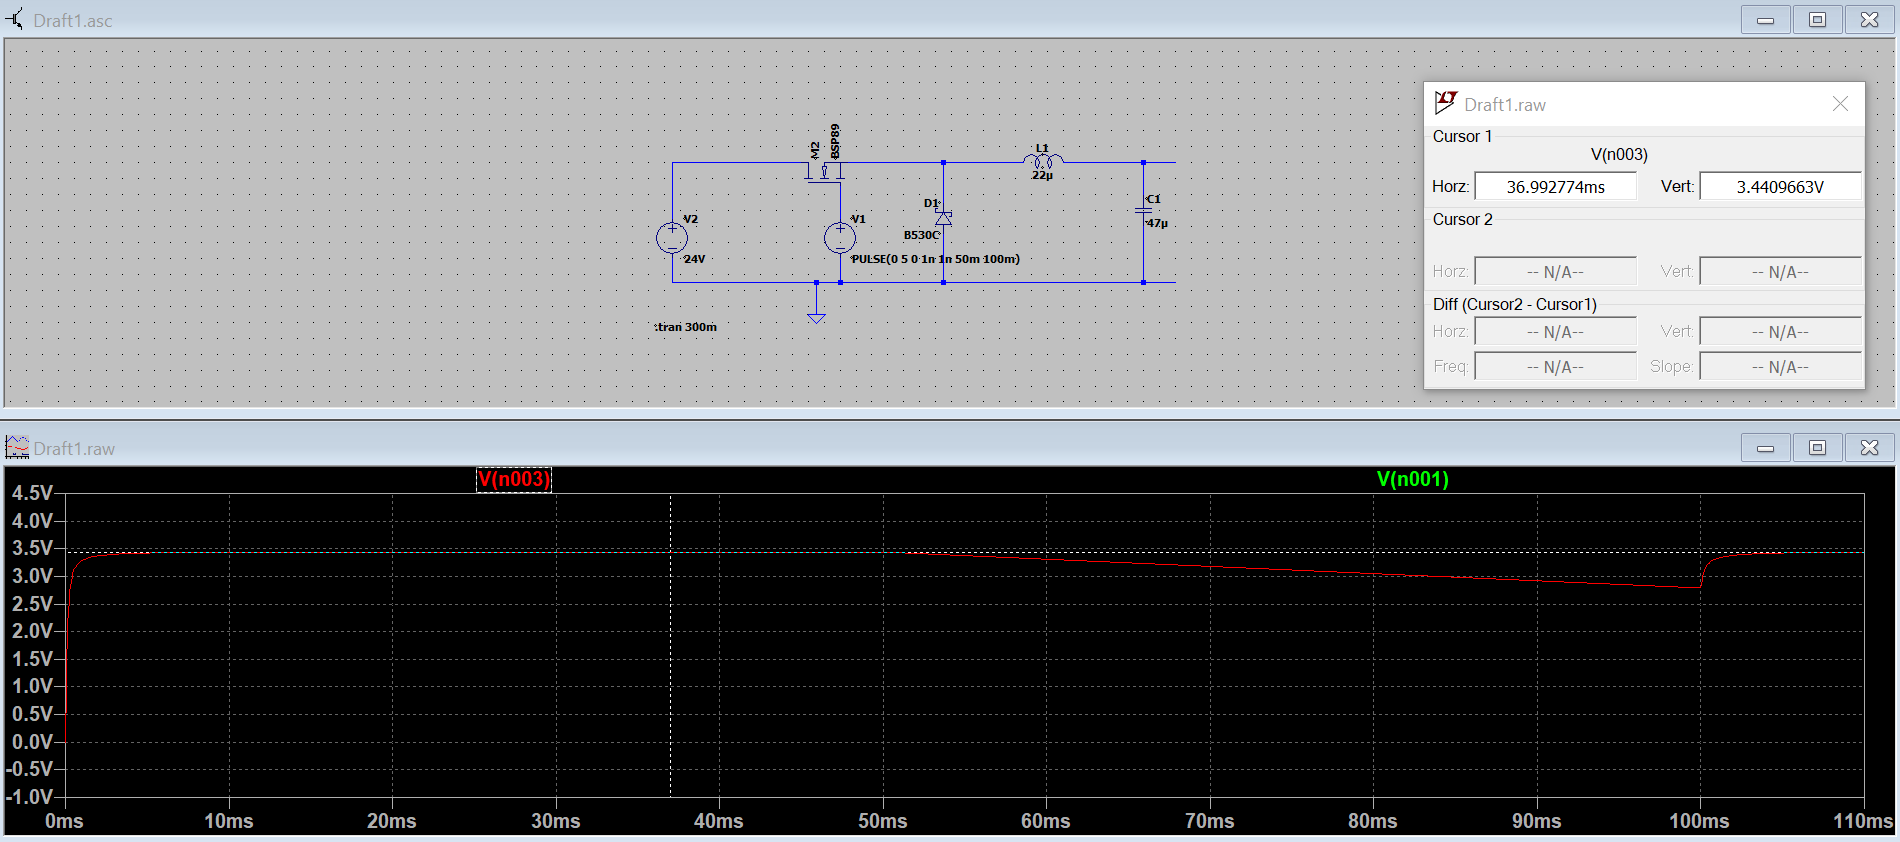 Draft1.asc
Draft1.raw
Cursor 1
V(n003)
Horz: 36.992774ms Vert: 3.4409663V
Cursor 2
Horz: -- N/A-- Vert: -- N/A--
Diff (Cursor2 - Cursor1)
Horz: -- N/A-- Vert: -- N/A--
Freq: -- N/A-- Slope: -- N/A--
M2
BSP89
L1
22µ
D1
B530C
C1
47µ
V2
24V
V1
PULSE(0 5 0 1n 1n 50m 100m)
.tran 300m
Draft1.raw
V(n003) V(n001)
4.5V
4.0V
3.5V
3.0V
2.5V
2.0V
1.5V
1.0V
0.5V
0.0V
-0.5V
-1.0V
0ms 10ms 20ms 30ms 40ms 50ms 60ms 70ms 80ms 90ms 100ms 110ms